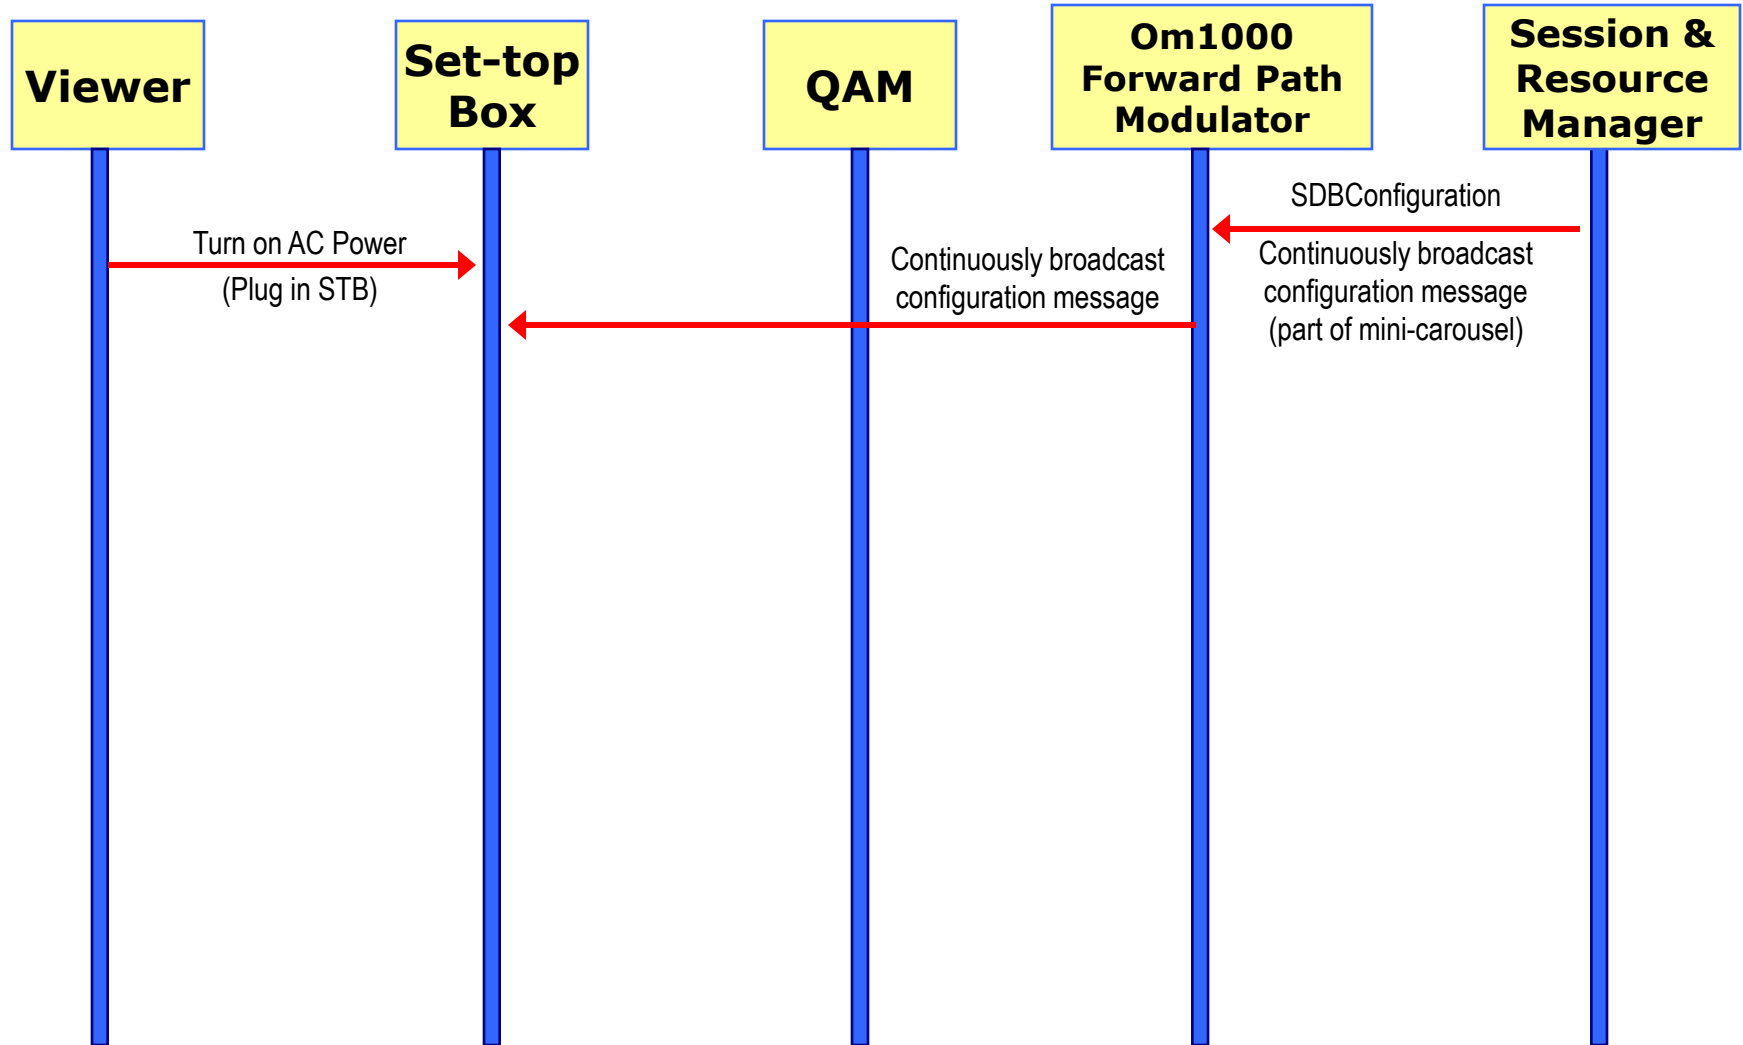 Viewer
Set-top
Box
QAM
Om1000
Forward Path
Modulator
Session &
Resource
Manager
SDBConfiguration
Continuously broadcast
configuration message
(part of mini-carousel)
Turn on AC Power
(Plug in STB)
Continuously broadcast
configuration message